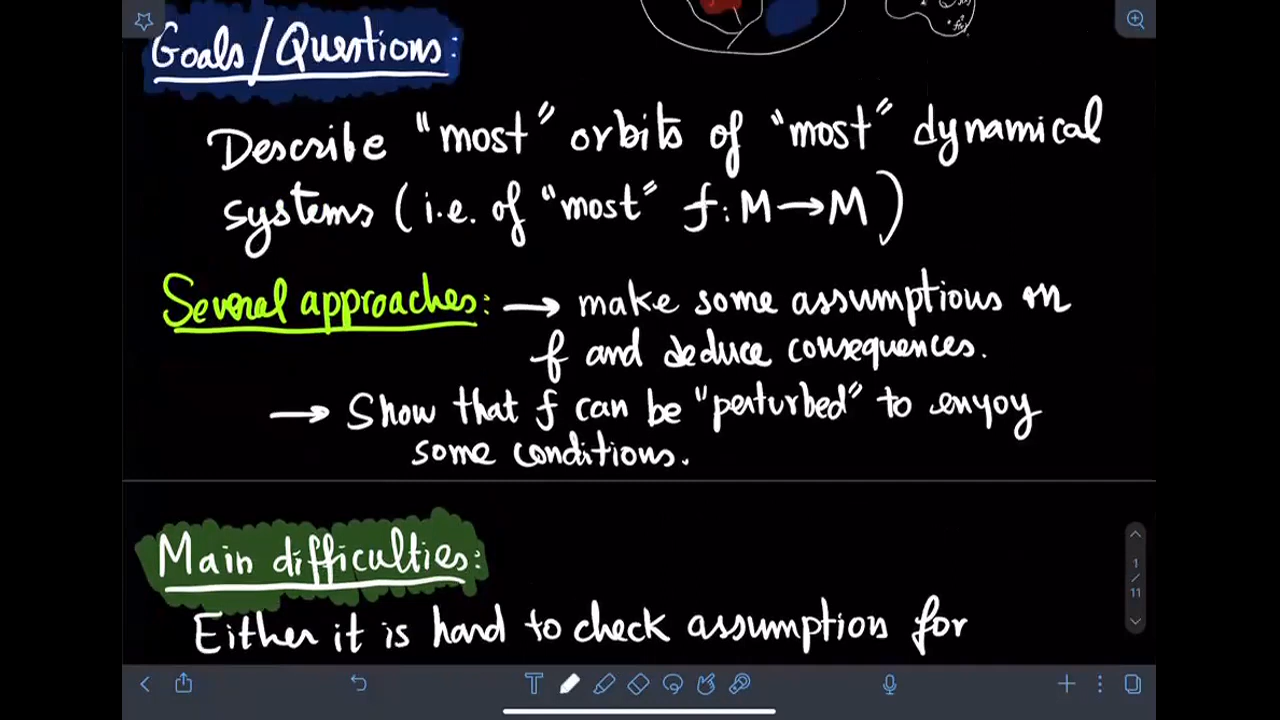 Goals/Questions:
Describe "most" orbits of "most" dynamical
systems (i.e. of "most" f: M→M)
Several approaches: → make some assumptions on
f and deduce consequences.
→ Show that f can be "perturbed" to enjoy
some conditions.
Main difficulties:
Either it is hard to check assumption for
1
/
11
T